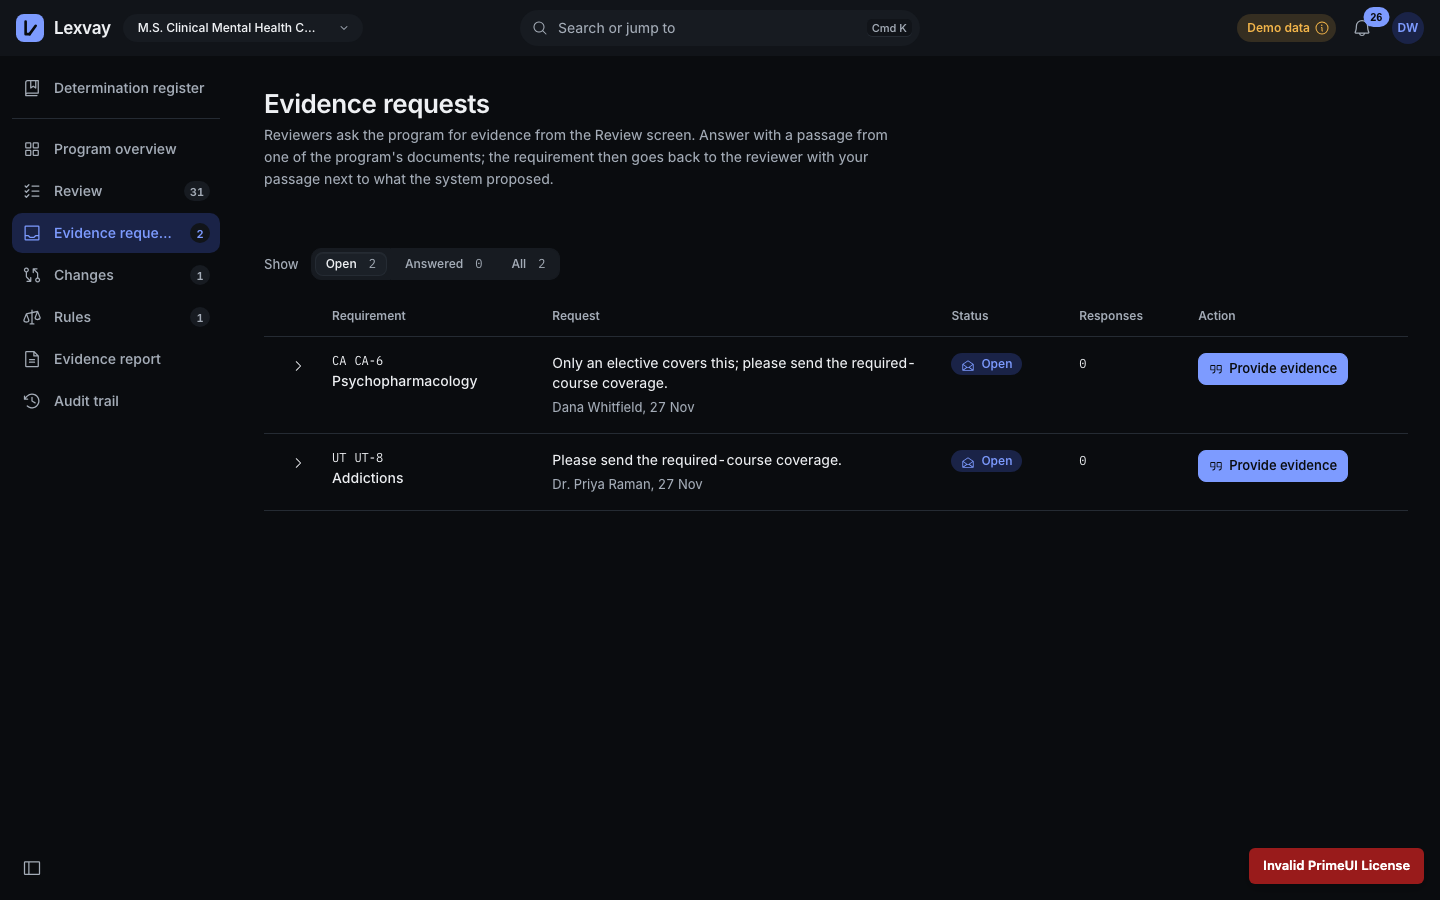 Lexvay
M.S. Clinical Mental Health C...
Search or jump to
Cmd K
Demo data
26
DW
Determination register
Program overview
Review 31
Evidence reque... 2
Changes 1
Rules 1
Evidence report
Audit trail
Evidence requests
Reviewers ask the program for evidence from the Review screen. Answer with a passage from
one of the program's documents; the requirement then goes back to the reviewer with your
passage next to what the system proposed.
Show Open 2 Answered 0 All 2
Requirement Request Status Responses Action
CA CA-6
Psychopharmacology
Only an elective covers this; please send the required-
course coverage.
Dana Whitfield, 27 Nov
Open
0
Provide evidence
UT UT-8
Addictions
Please send the required-course coverage.
Dr. Priya Raman, 27 Nov
Open
0
Provide evidence
Invalid PrimeUI License